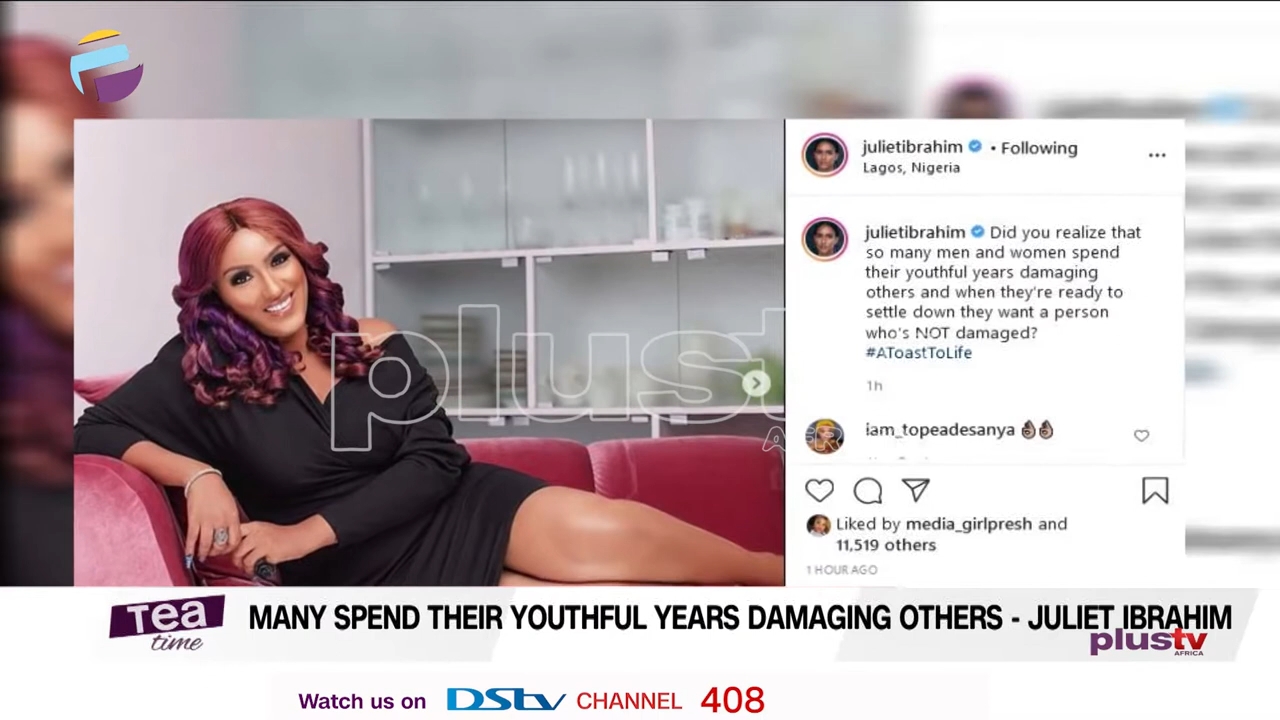 julietibrahim • Following
Lagos, Nigeria
julietibrahim Did you realize that
so many men and women spend
their youthful years damaging
others and when they're ready to
settle down they want a person
who's NOT damaged?
#AToastToLife
1h
iam_topeadesanya 👌🏿👌🏿
Liked by media_girlpresh and
11,519 others
1 HOUR AGO
plust
AFR
Tea
time
MANY SPEND THEIR YOUTHFUL YEARS DAMAGING OTHERS - JULIET IBRAHIM
plustv
AFRICA
Watch us on DStv CHANNEL 408